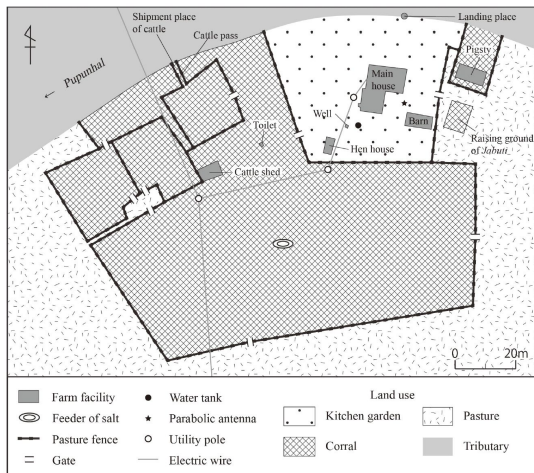 Shipment place
of cattle
Cattle pass
Landing place
Pigsty
Pupunhal
Main
house
Well
Barn
Toilet
Hen house
Raising ground
of Jabuti
Cattle shed
0 20m
Farm facility
Feeder of salt
Pasture fence
Gate
Water tank
Parabolic antenna
Utility pole
Electric wire
Land use
Kitchen garden
Corral
Pasture
Tributary